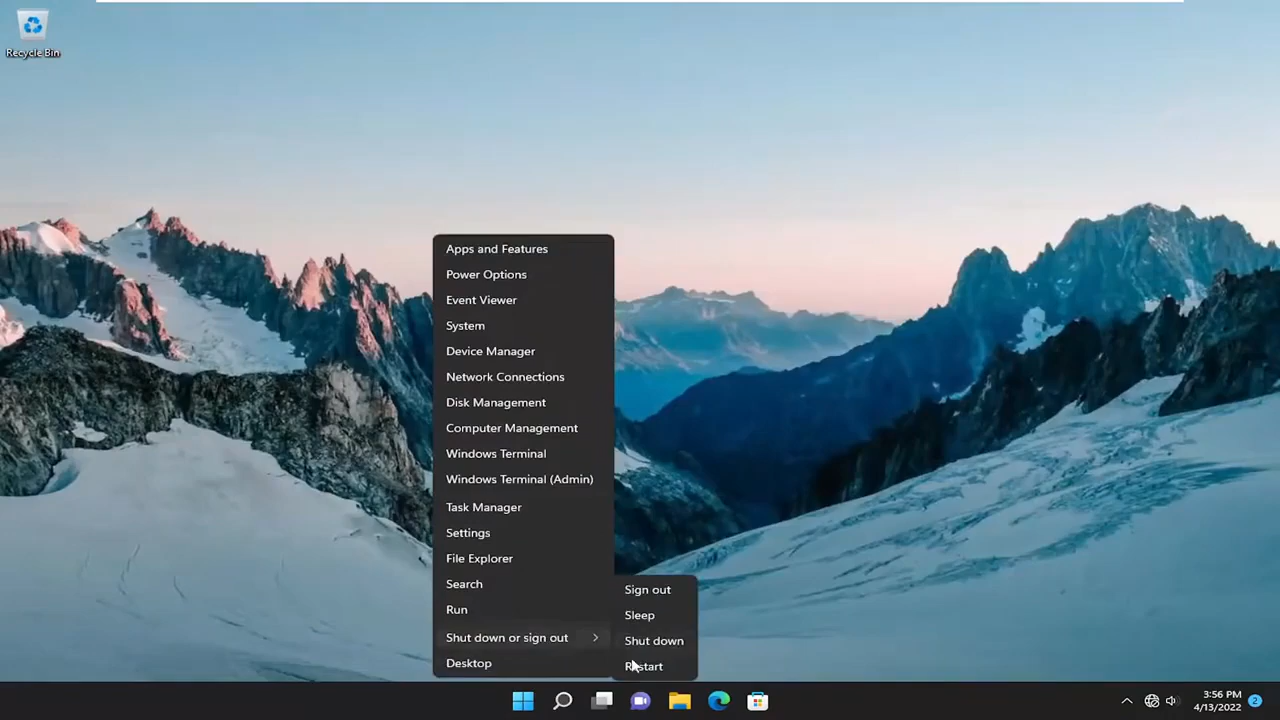 Recycle Bin
Apps and Features
Power Options
Event Viewer
System
Device Manager
Network Connections
Disk Management
Computer Management
Windows Terminal
Windows Terminal (Admin)
Task Manager
Settings
File Explorer
Search
Run
Shut down or sign out
Desktop
Sign out
Sleep
Shut down
Restart
3:56 PM
4/13/2022
2